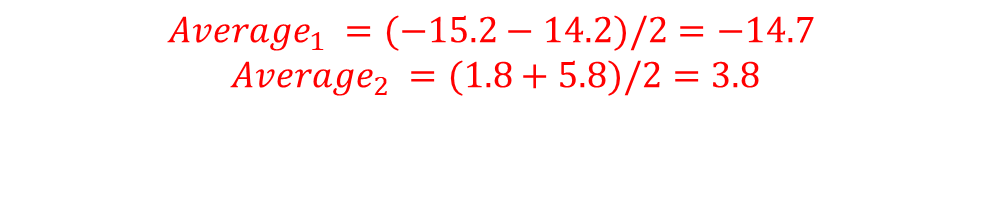 Average₁ = (−15.2 − 14.2)/2 = −14.7
Average₂ = (1.8 + 5.8)/2 = 3.8